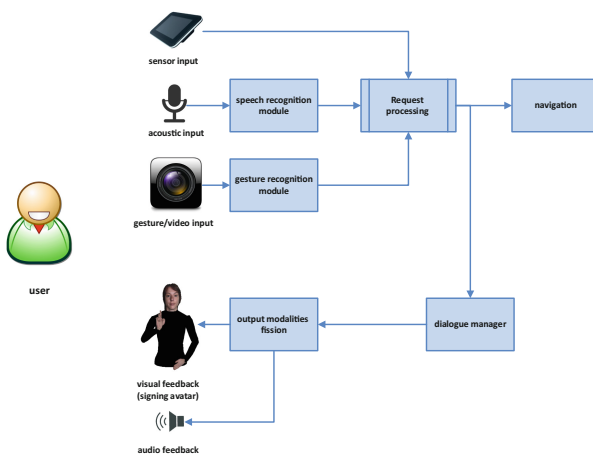 sensor input
speech recognition
module
Request
processing
navigation
acoustic input
gesture recognition
module
gesture/video input
user
output modalities
fission
dialogue manager
visual feedback
(signing avatar)
audio feedback